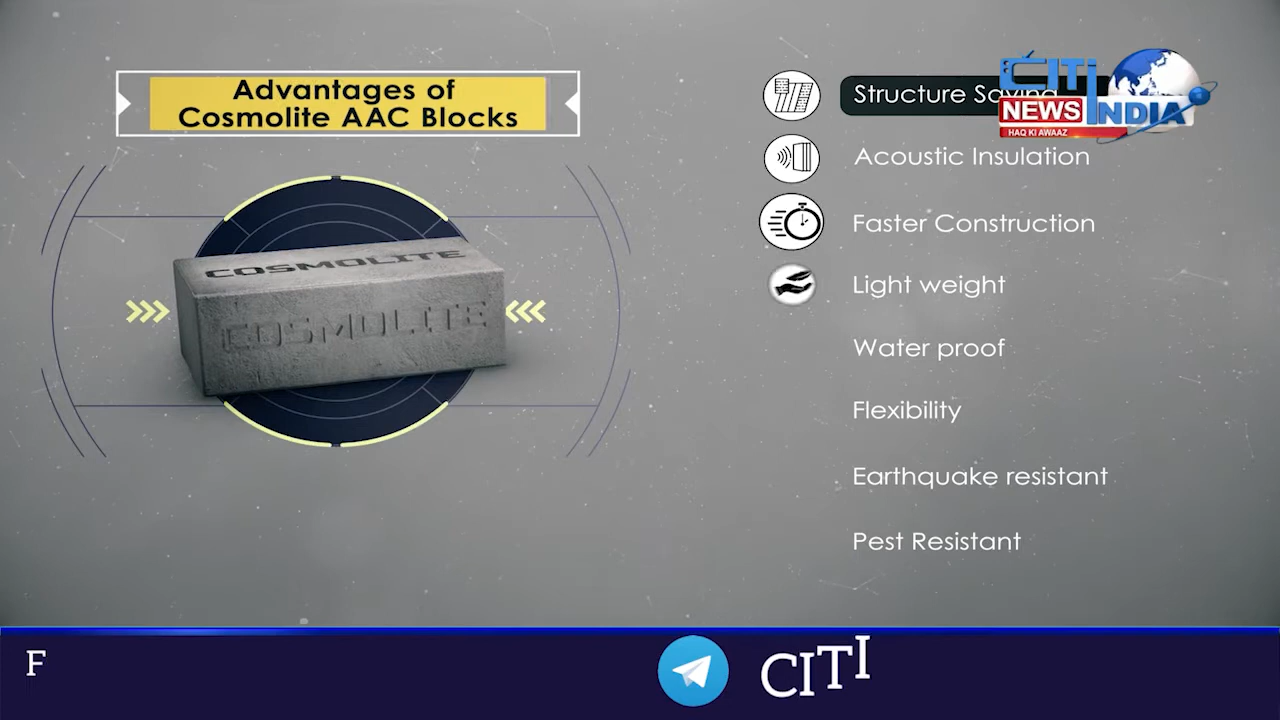 Advantages of
Cosmolite AAC Blocks
COSMOLITE
COSMOLITE
Structure Saving
Acoustic Insulation
Faster Construction
Light weight
Water proof
Flexibility
Earthquake resistant
Pest Resistant
CITI
NEWS INDIA
HAQ KI AWAAZ
F
CITI